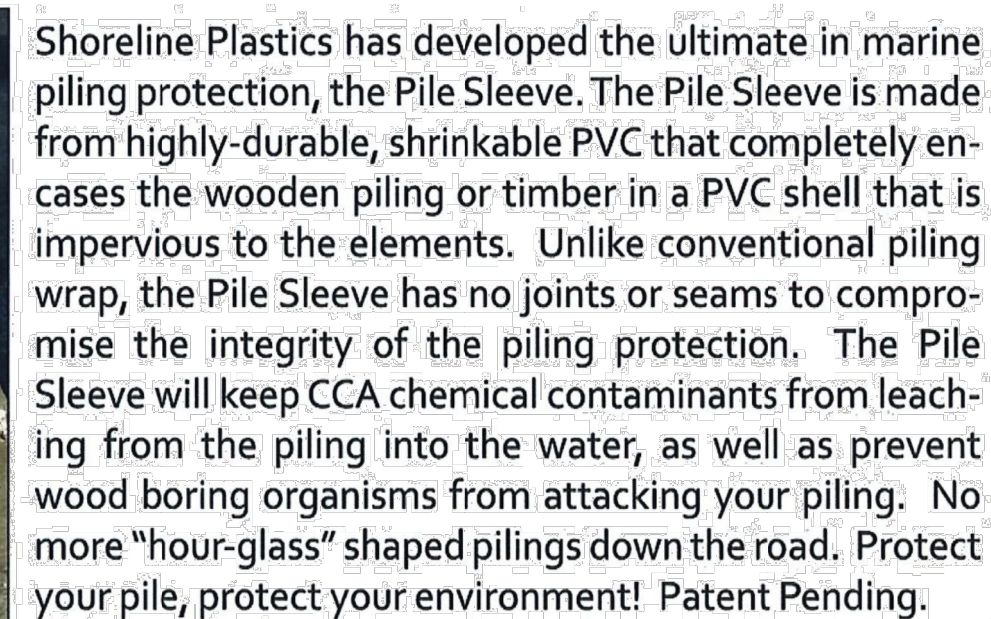 Shoreline Plastics has developed the ultimate in marine
piling protection, the Pile Sleeve. The Pile Sleeve is made
from highly-durable, shrinkable PVC that completely en-
cases the wooden piling or timber in a PVC shell that is
impervious to the elements.  Unlike conventional piling
wrap, the Pile Sleeve has no joints or seams to compro-
mise the integrity of the piling protection.  The Pile
Sleeve will keep CCA chemical contaminants from leach-
ing from the piling into the water, as well as prevent
wood boring organisms from attacking your piling.  No
more “hour-glass” shaped pilings down the road.  Protect
your pile, protect your environment!  Patent Pending.